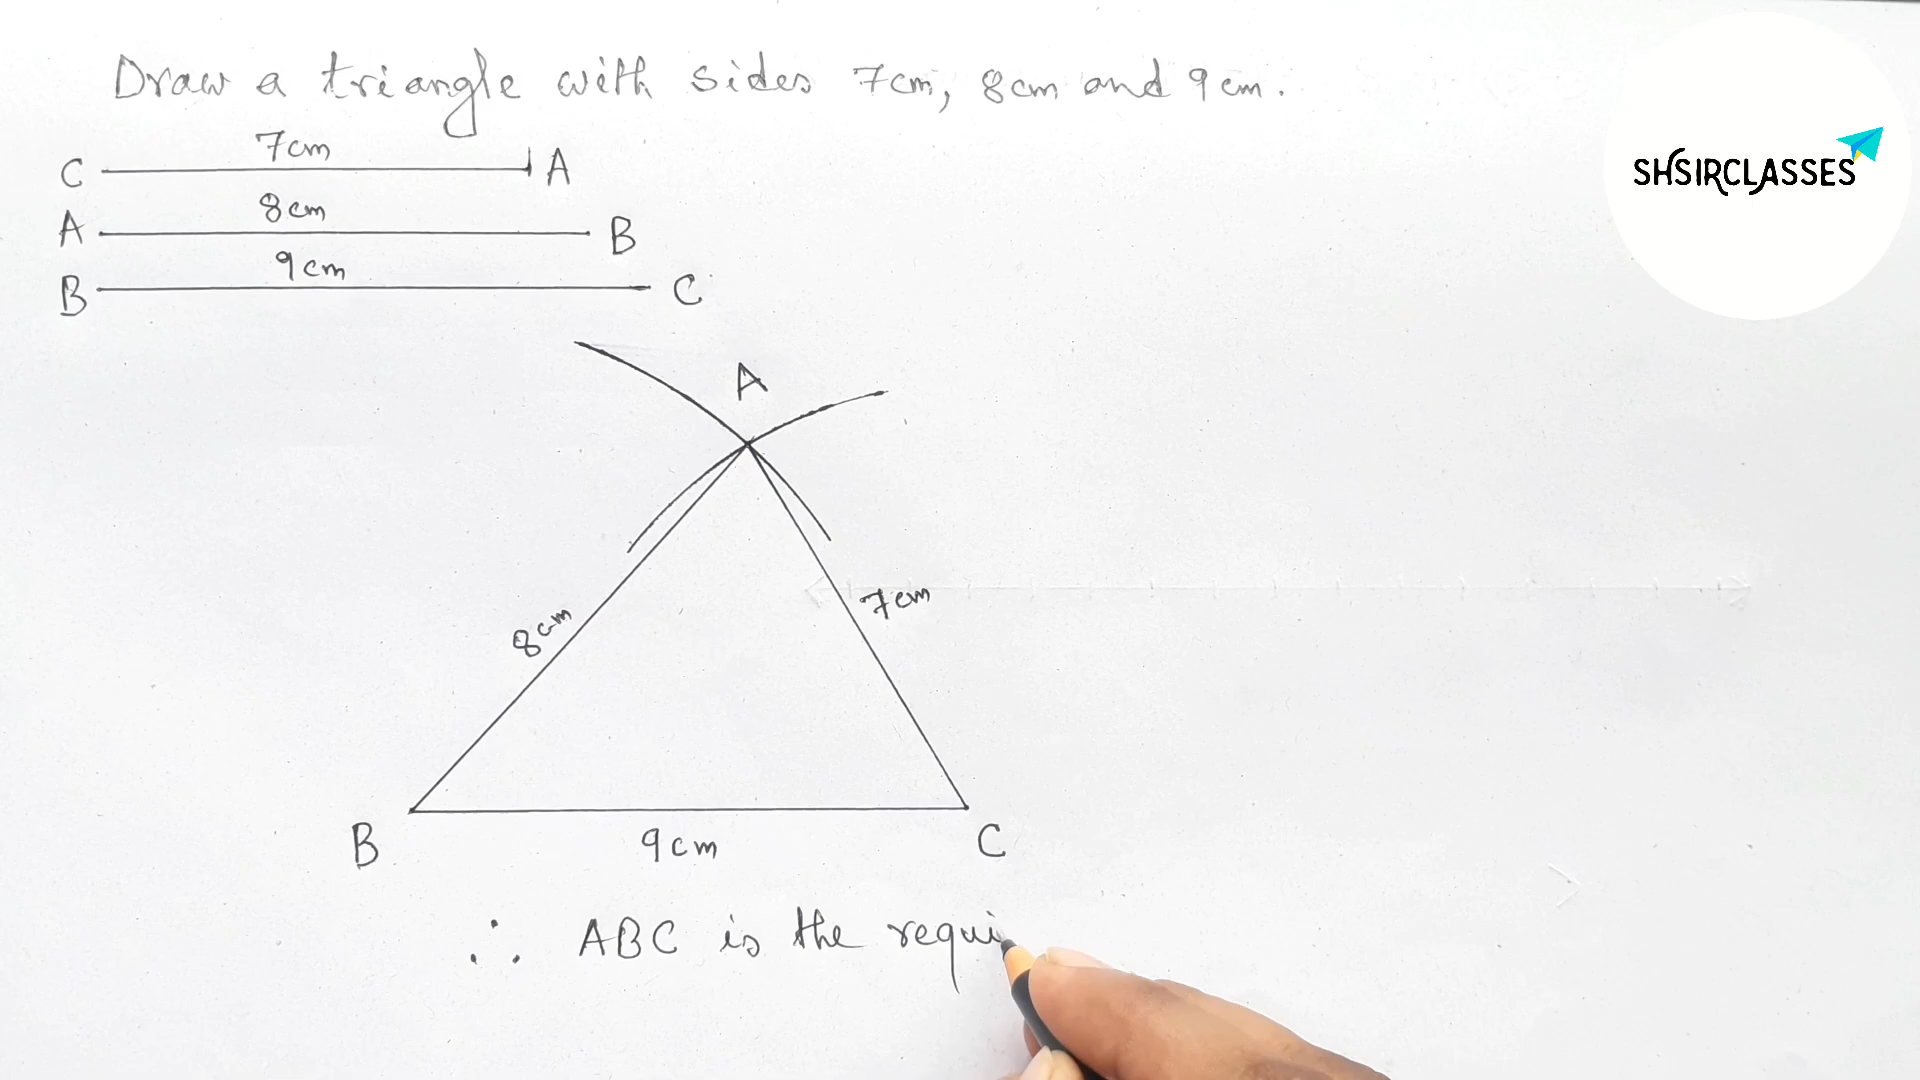 Draw a triangle with sides 7cm, 8cm and 9cm.
SHSIRCLASSES
7cm
C A
8cm
A B
9cm
B C
A
8cm
7cm
B C
9cm
∴ ABC is the requi